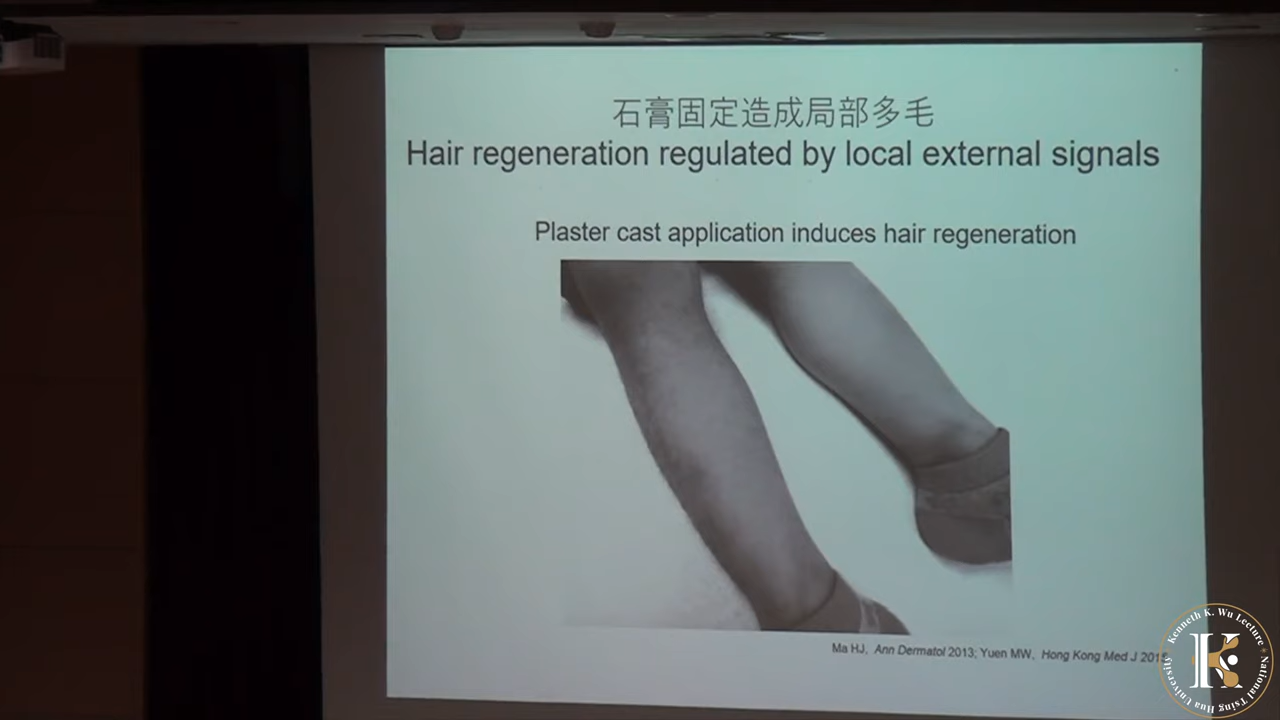 石膏固定造成局部多毛
Hair regeneration regulated by local external signals
Plaster cast application induces hair regeneration
Ma HJ, Ann Dermatol 2013; Yuen MW, Hong Kong Med J
Kenneth K. Wu Lecture
National Tsing Hua University
K